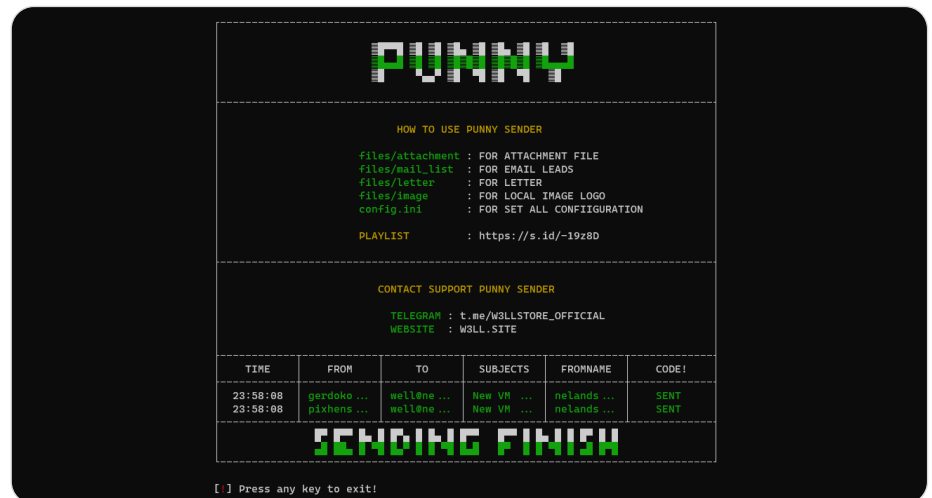 PUNNY
HOW TO USE PUNNY SENDER
files/attachment : FOR ATTACHMENT FILE
files/mail_list : FOR EMAIL LEADS
files/letter : FOR LETTER
files/image : FOR LOCAL IMAGE LOGO
config.ini : FOR SET ALL CONFIIGURATION
PLAYLIST : https://s.id/-19z8D
CONTACT SUPPORT PUNNY SENDER
TELEGRAM : t.me/W3LLSTORE_OFFICIAL
WEBSITE : W3LL.SITE
TIME FROM TO SUBJECTS FROMNAME CODE!
23:58:08 gerdoko... well@ne... New VM ... nelands... SENT
23:58:08 pixhens... well@ne... New VM ... nelands... SENT
SENDING FINISH
[!] Press any key to exit!